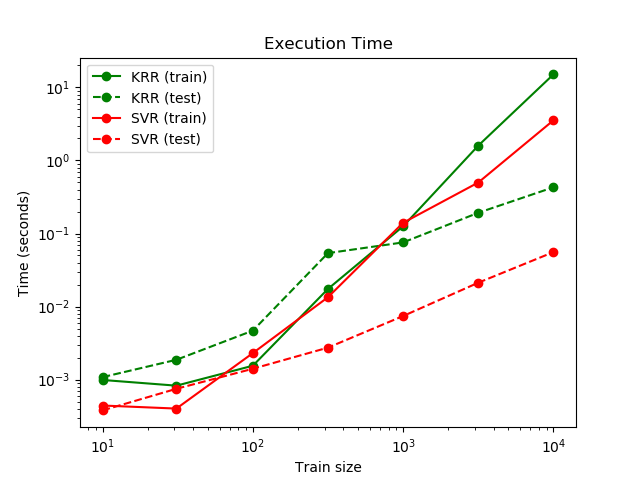 Execution Time
KRR (train)
KRR (test)
SVR (train)
SVR (test)
Time (seconds)
10¹
10⁰
10⁻¹
10⁻²
10⁻³
10¹ 10² 10³ 10⁴
Train size